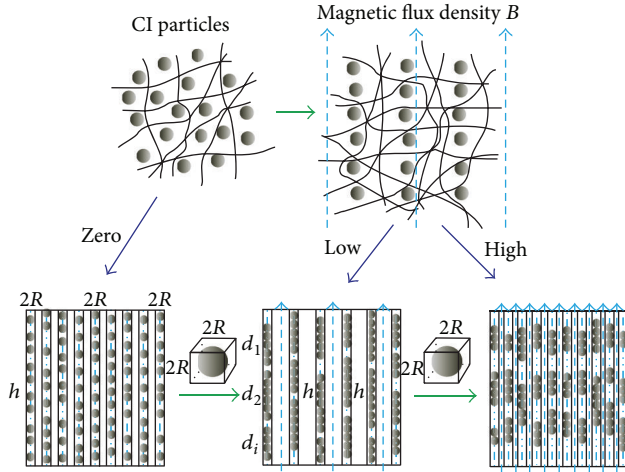 CI particles
Magnetic flux density B
Zero
Low
High
2R 2R 2R
h
2R
2R
d1
d2
di
h h
2R
2R